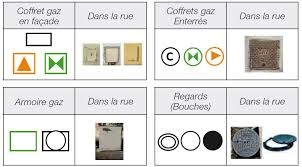 Coffret gaz
en façade
Dans la rue
Coffrets gaz
Enterrés
Dans la rue
C
Armoire gaz
Dans la rue
Regards
(Bouches)
Dans la rue